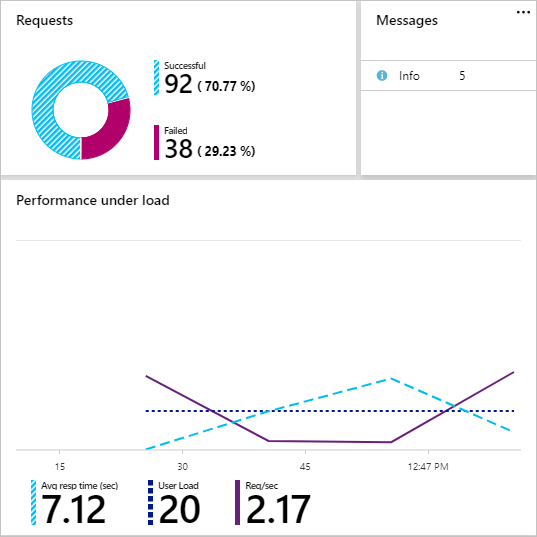 Requests
Successful
92 ( 70.77 %)
Failed
38 ( 29.23 %)
Messages
Info 5
Performance under load
15 30 45 12:47 PM
Avg resp time (sec) User Load Req/sec
7.12 20 2.17